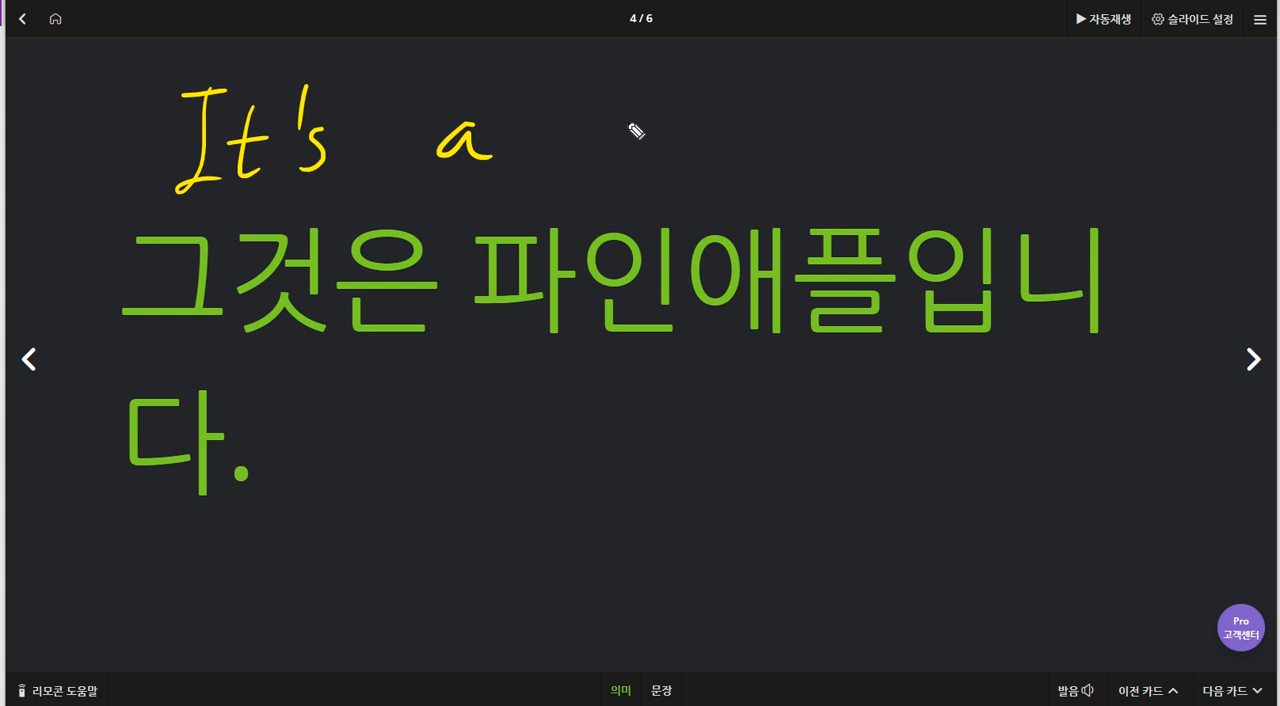 4 / 6
자동재생
슬라이드 설정
It's a
그것은 파인애플입니
다.
Pro
고객센터
리모콘 도움말
의미
문장
발음
이전 카드
다음 카드